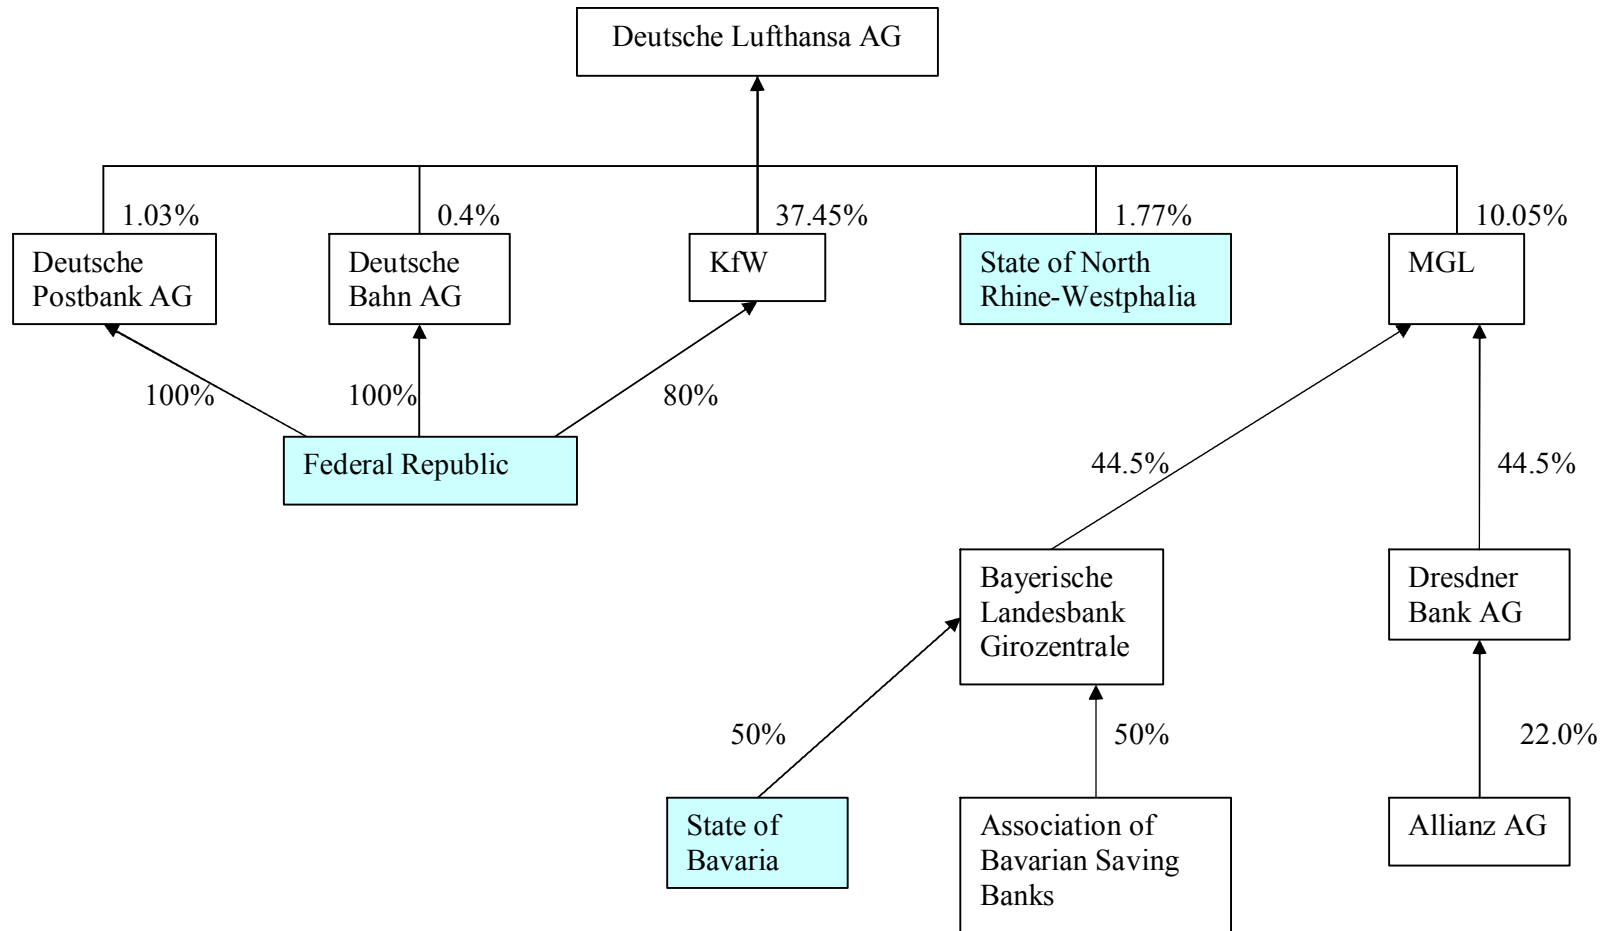 Deutsche Lufthansa AG
1.03%
0.4%
37.45%
1.77%
10.05%
Deutsche
Postbank AG
Deutsche
Bahn AG
KfW
State of North
Rhine-Westphalia
MGL
100%
100%
80%
Federal Republic
44.5%
44.5%
Bayerische
Landesbank
Girozentrale
Dresdner
Bank AG
50%
50%
22.0%
State of
Bavaria
Association of
Bavarian Saving
Banks
Allianz AG